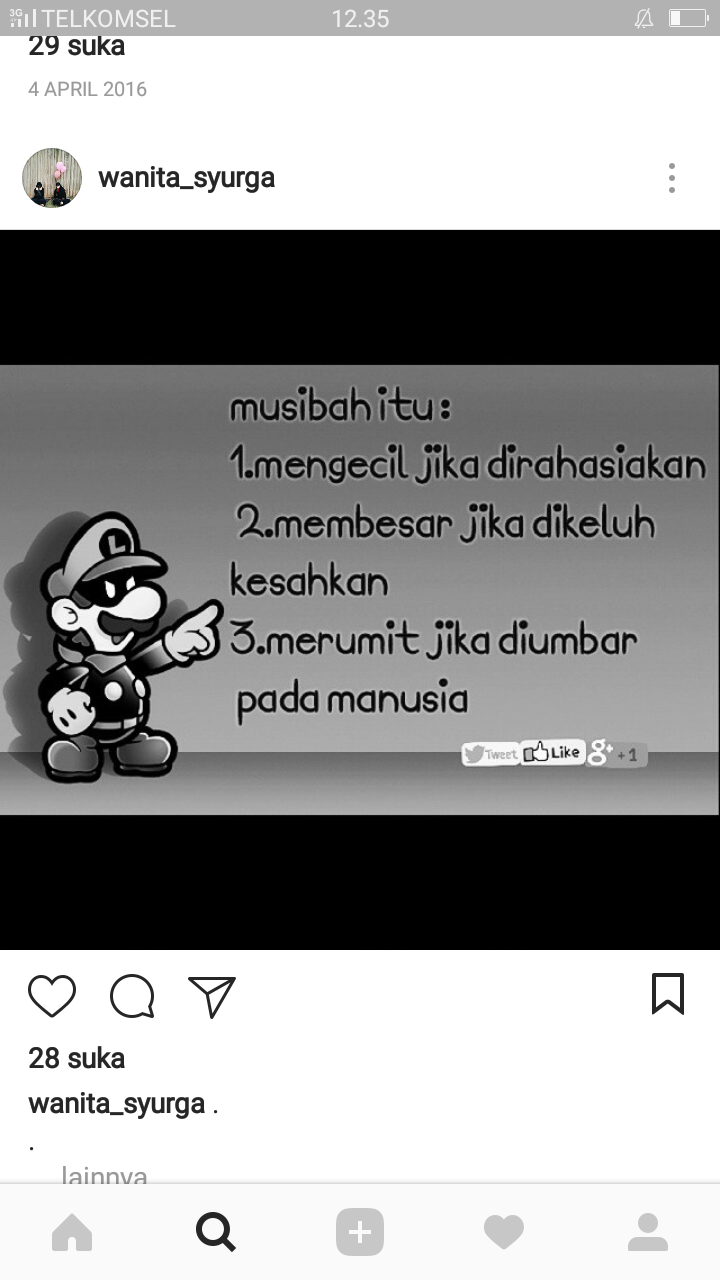 3G TELKOMSEL 12.35
29 suka
4 APRIL 2016
wanita_syurga
musibah itu :
1.mengecil jika dirahasiakan
2.membesar jika dikeluh
kesahkan
3.merumit jika diumbar
pada manusia
L
Tweet Like g+ +1
28 suka
wanita_syurga .
.
lainnya